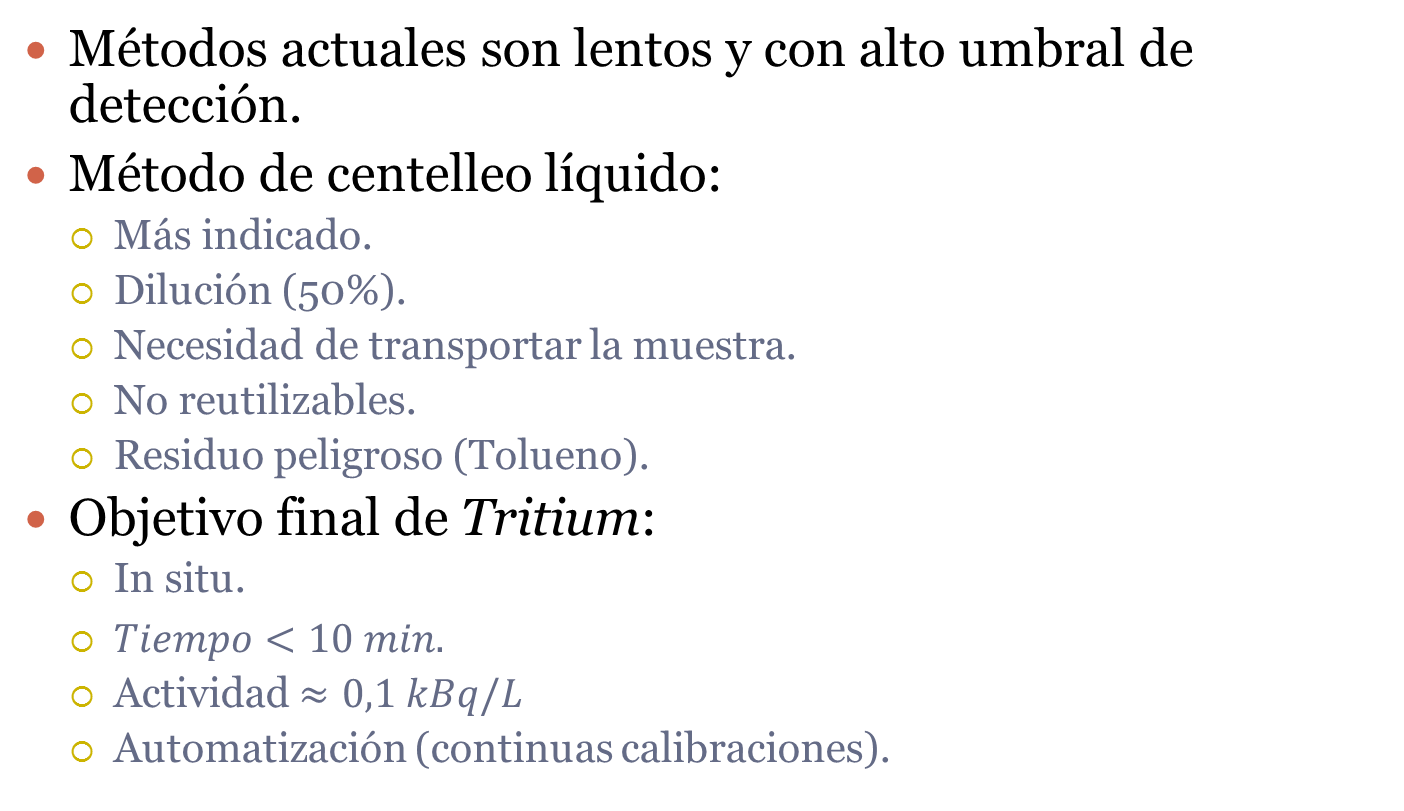 • Métodos actuales son lentos y con alto umbral de
detección.
• Método de centelleo líquido:
○ Más indicado.
○ Dilución (50%).
○ Necesidad de transportar la muestra.
○ No reutilizables.
○ Residuo peligroso (Tolueno).
• Objetivo final de Tritium:
○ In situ.
○ Tiempo < 10 min.
○ Actividad ≈ 0,1 kBq/L
○ Automatización (continuas calibraciones).